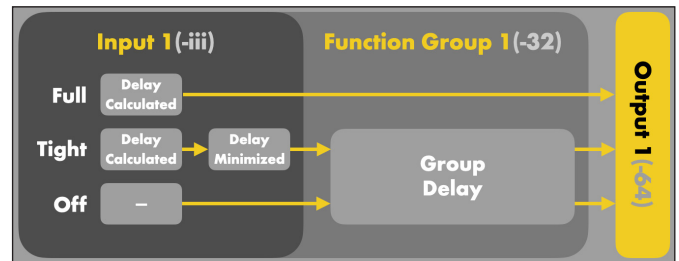 Input 1(-iii)
Function Group 1(-32)
Full
Delay
Calculated
Tight
Delay
Calculated
Delay
Minimized
Off
–
Group
Delay
Output 1(-64)